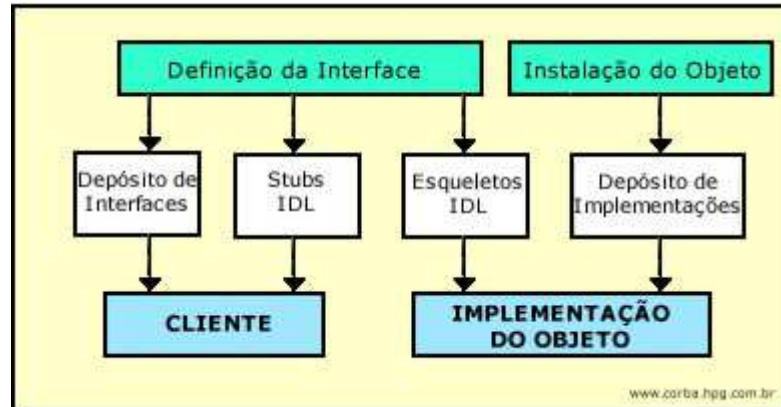 Definição da Interface
Instalação do Objeto
Depósito de
Interfaces
Stubs
IDL
Esqueletos
IDL
Depósito de
Implementações
CLIENTE
IMPLEMENTAÇÃO
DO OBJETO
www.corba.hpg.com.br